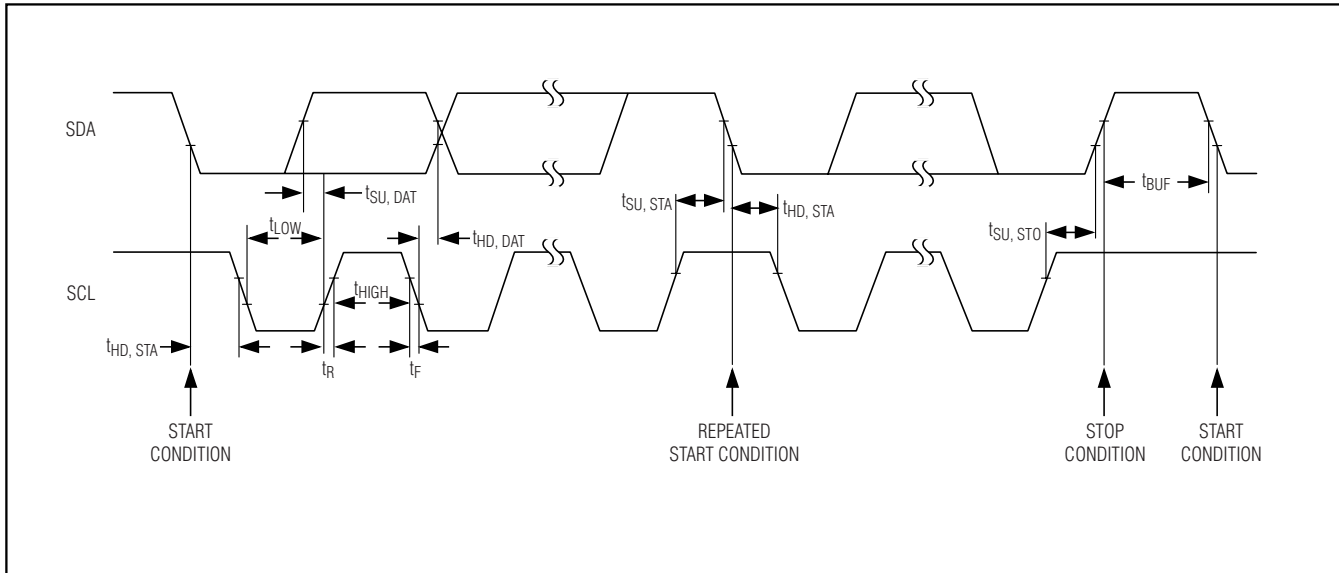 SDA
tSU, DAT
tLOW
tHD, DAT
tSU, STA
tHD, STA
tBUF
tSU, STO
SCL
tHIGH
tHD, STA
tR
tF
START
CONDITION
REPEATED
START CONDITION
STOP
CONDITION
START
CONDITION